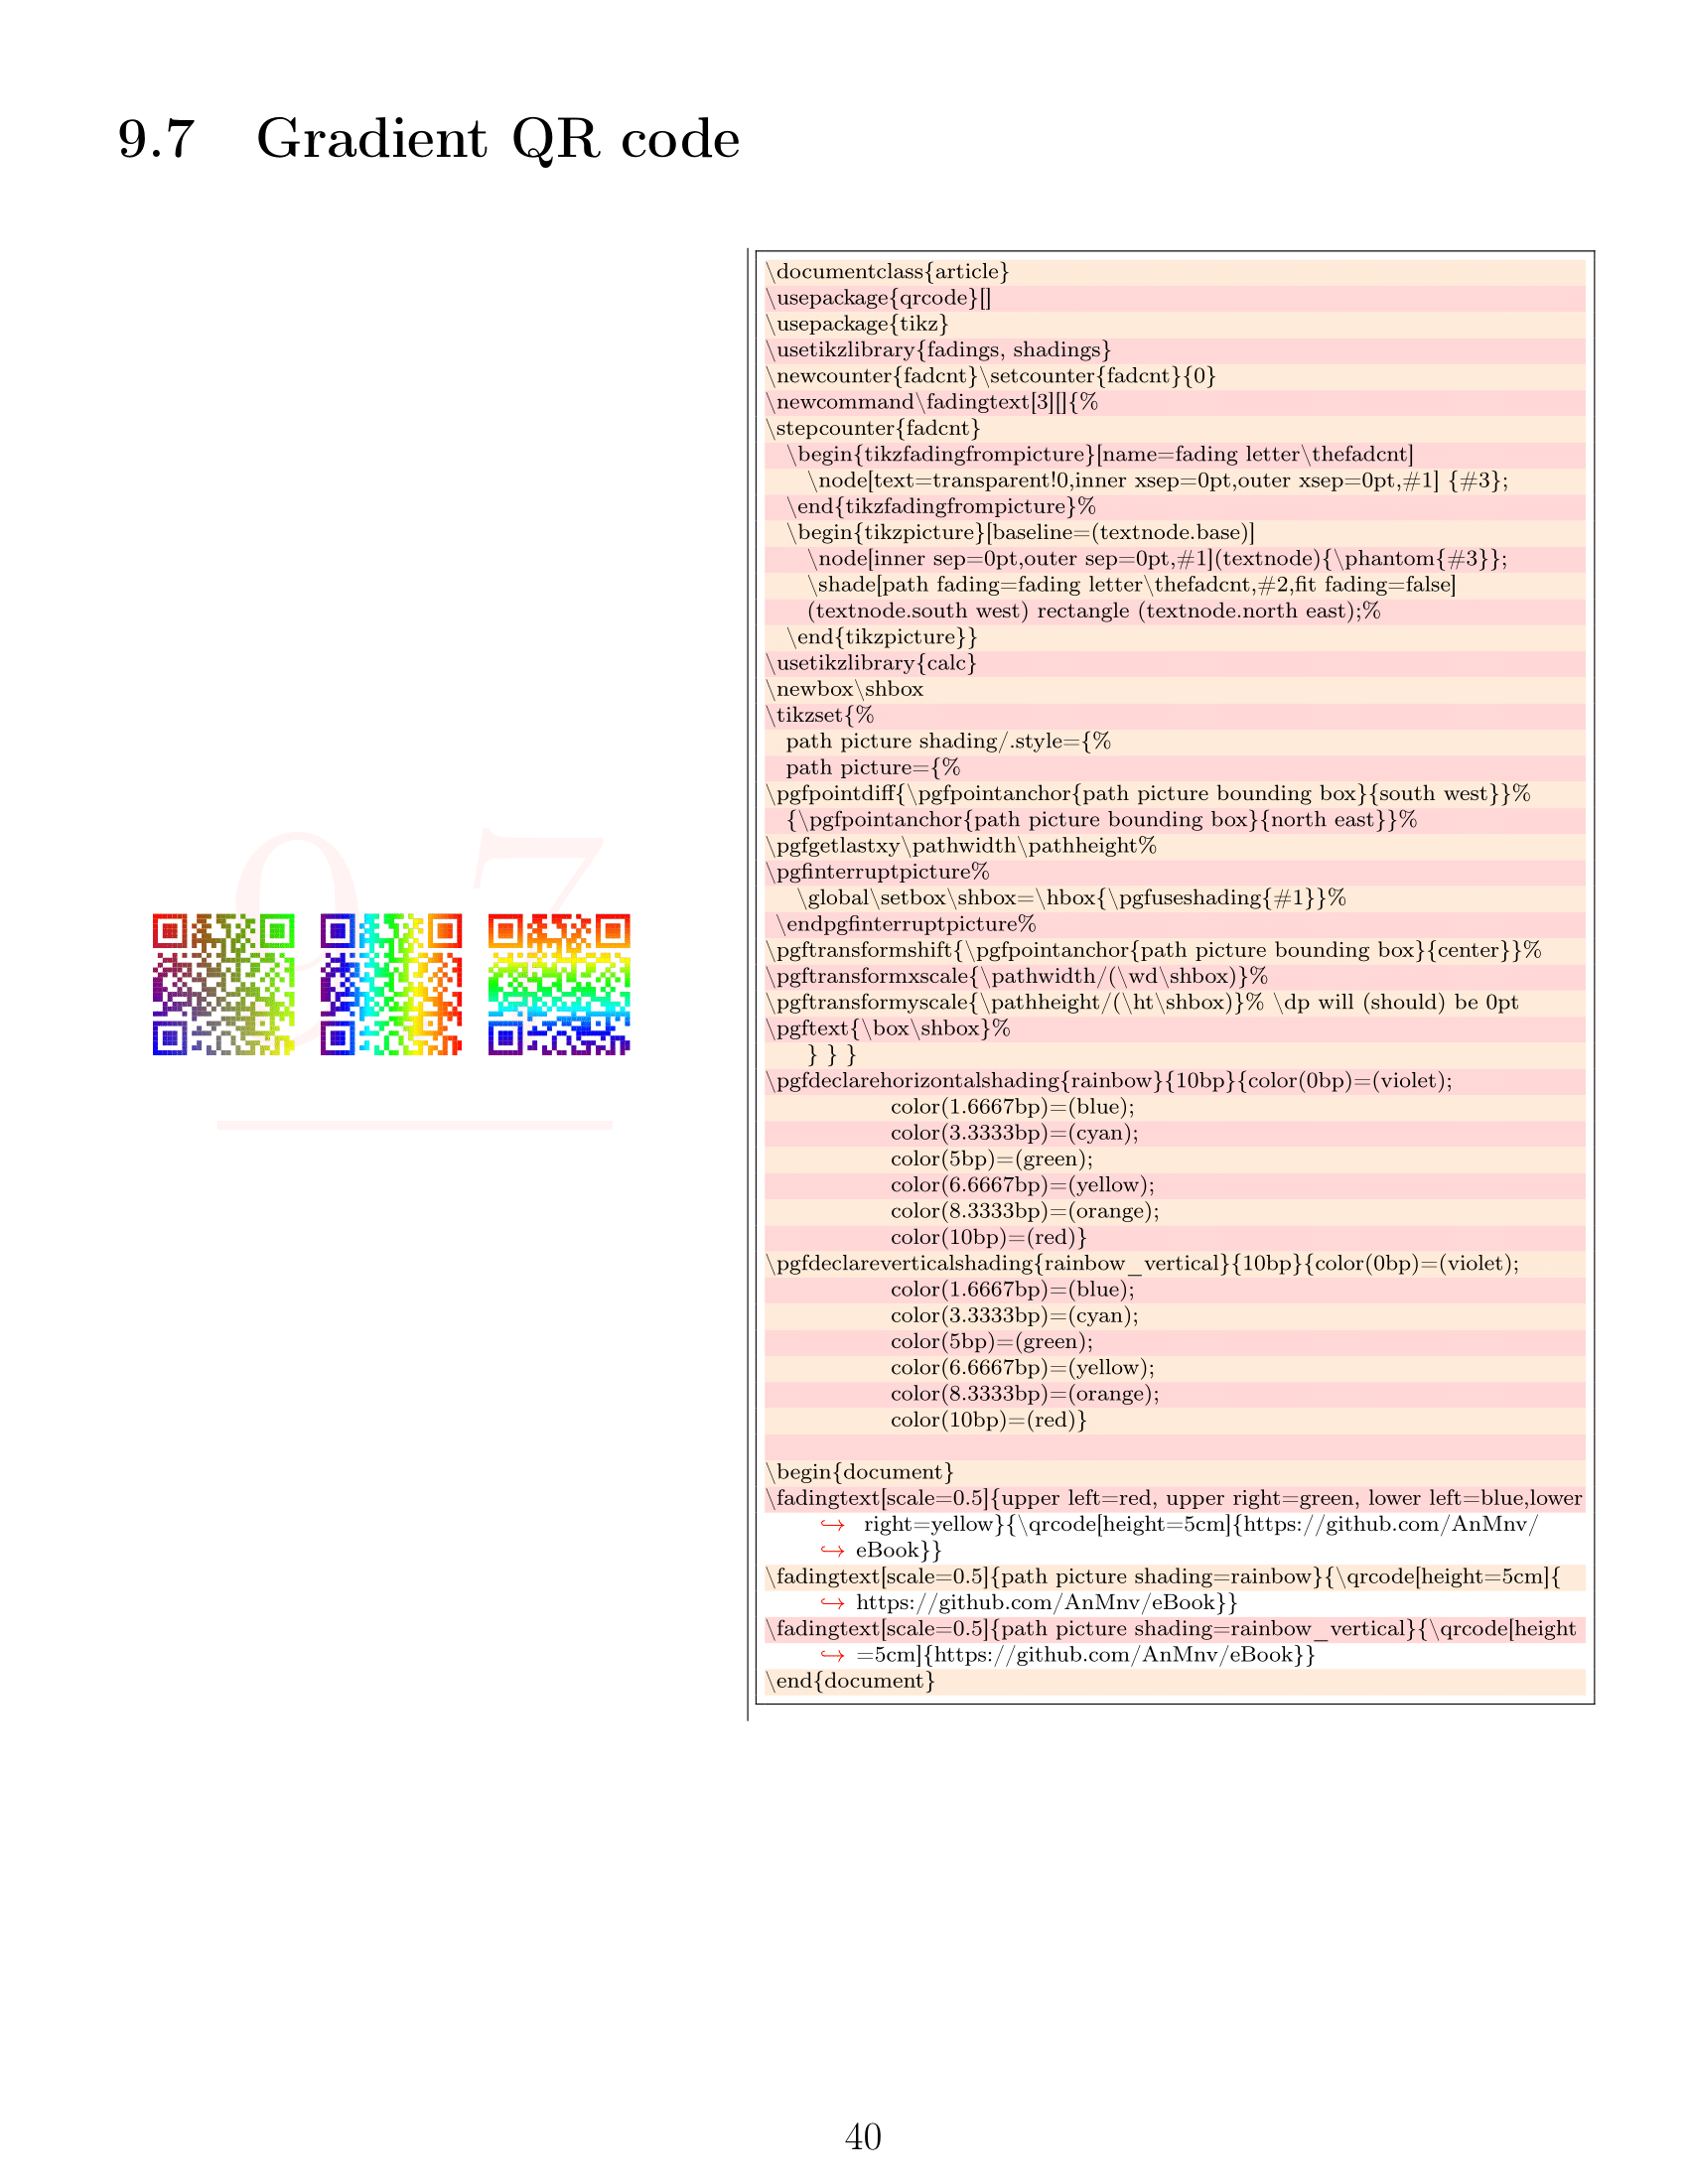 9.7 Gradient QR code
9.7
\documentclass{article}
\usepackage{qrcode}[]
\usepackage{tikz}
\usetikzlibrary{fadings, shadings}
\newcounter{fadcnt}\setcounter{fadcnt}{0}
\newcommand\fadingtext[3][]{%
\stepcounter{fadcnt}
  \begin{tikzfadingfrompicture}[name=fading letter\thefadcnt]
    \node[text=transparent!0,inner xsep=0pt,outer xsep=0pt,#1] {#3};
  \end{tikzfadingfrompicture}%
  \begin{tikzpicture}[baseline=(textnode.base)]
    \node[inner sep=0pt,outer sep=0pt,#1](textnode){\phantom{#3}};
    \shade[path fading=fading letter\thefadcnt,#2,fit fading=false]
    (textnode.south west) rectangle (textnode.north east);%
  \end{tikzpicture}}
\usetikzlibrary{calc}
\newbox\shbox
\tikzset{%
  path picture shading/.style={%
  path picture={%
\pgfpointdiff{\pgfpointanchor{path picture bounding box}{south west}}%
  {\pgfpointanchor{path picture bounding box}{north east}}%
\pgfgetlastxy\pathwidth\pathheight%
\pgfinterruptpicture%
   \global\setbox\shbox=\hbox{\pgfuseshading{#1}}%
 \endpgfinterruptpicture%
\pgftransformshift{\pgfpointanchor{path picture bounding box}{center}}%
\pgftransformxscale{\pathwidth/(\wd\shbox)}%
\pgftransformyscale{\pathheight/(\ht\shbox)}% \dp will (should) be 0pt
\pgftext{\box\shbox}%
    } } }
\pgfdeclarehorizontalshading{rainbow}{10bp}{color(0bp)=(violet);
            color(1.6667bp)=(blue);
            color(3.3333bp)=(cyan);
            color(5bp)=(green);
            color(6.6667bp)=(yellow);
            color(8.3333bp)=(orange);
            color(10bp)=(red)}
\pgfdeclareverticalshading{rainbow_vertical}{10bp}{color(0bp)=(violet);
            color(1.6667bp)=(blue);
            color(3.3333bp)=(cyan);
            color(5bp)=(green);
            color(6.6667bp)=(yellow);
            color(8.3333bp)=(orange);
            color(10bp)=(red)}
\begin{document}
\fadingtext[scale=0.5]{upper left=red, upper right=green, lower left=blue,lower
↪ right=yellow}{\qrcode[height=5cm]{https://github.com/AnMnv/
↪ eBook}}
\fadingtext[scale=0.5]{path picture shading=rainbow}{\qrcode[height=5cm]{
↪ https://github.com/AnMnv/eBook}}
\fadingtext[scale=0.5]{path picture shading=rainbow_vertical}{\qrcode[height
↪ =5cm]{https://github.com/AnMnv/eBook}}
\end{document}
40